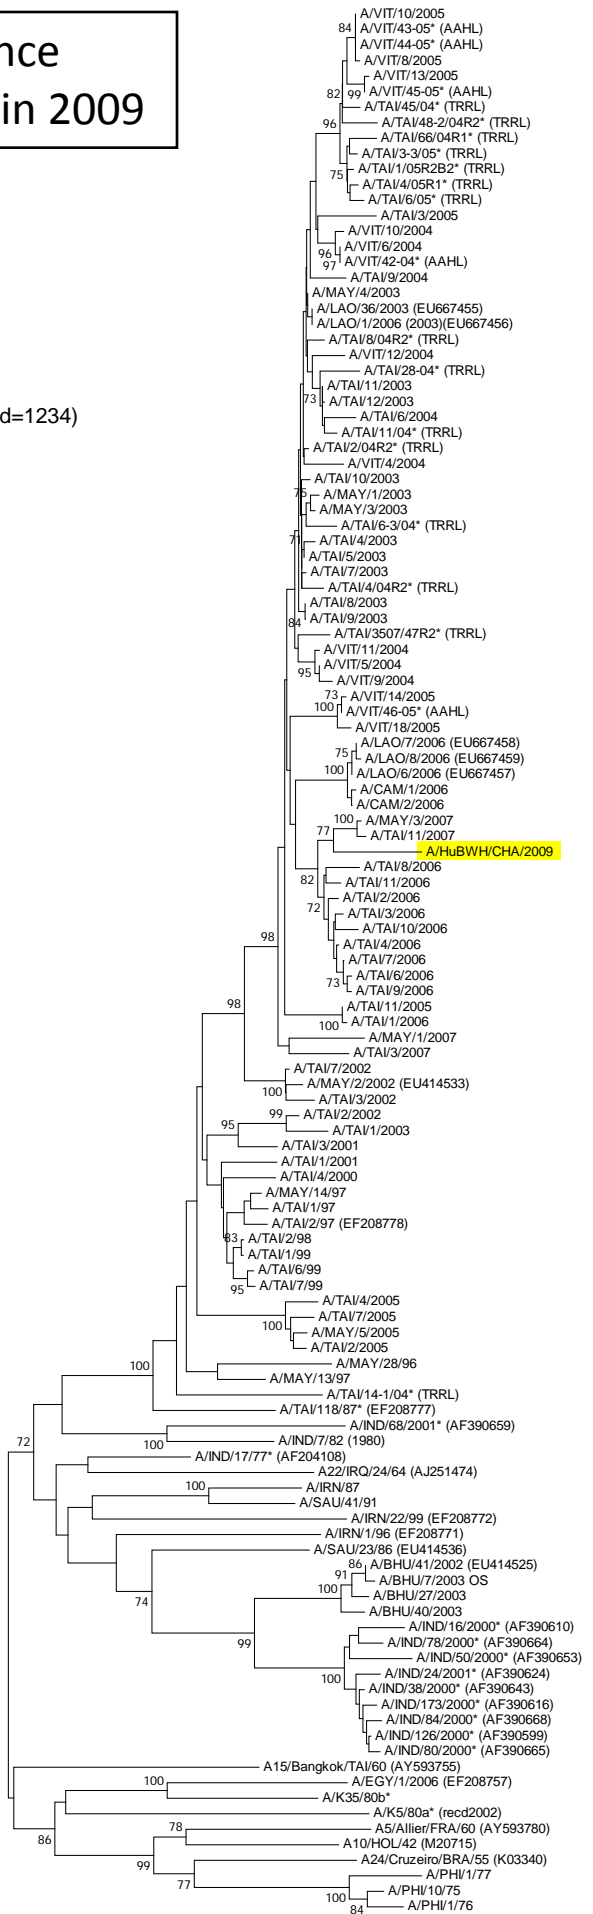 nce
in 2009
d=1234)
A/VIT/10/2005
84
A/VIT/43-05* (AAHL)
A/VIT/44-05* (AAHL)
A/VIT/8/2005
A/VIT/13/2005
82 99
A/VIT/45-05* (AAHL)
A/TAI/45/04* (TRRL)
A/TAI/48-2/04R2* (TRRL)
96
A/TAI/66/04R1* (TRRL)
A/TAI/3-3/05* (TRRL)
A/TAI/1/05R2B2* (TRRL)
75
A/TAI/4/05R1* (TRRL)
A/TAI/6/05* (TRRL)
A/TAI/3/2005
A/VIT/10/2004
A/VIT/6/2004
96
97
A/VIT/42-04* (AAHL)
A/TAI/9/2004
A/MAY/4/2003
A/LAO/36/2003 (EU667455)
A/LAO/1/2006 (2003)(EU667456)
A/TAI/8/04R2* (TRRL)
A/VIT/12/2004
A/TAI/28-04* (TRRL)
A/TAI/11/2003
73
A/TAI/12/2003
A/TAI/6/2004
A/TAI/11/04* (TRRL)
A/TAI/2/04R2* (TRRL)
A/VIT/4/2004
A/TAI/10/2003
75
A/MAY/1/2003
A/MAY/3/2003
A/TAI/6-3/04* (TRRL)
71
A/TAI/4/2003
A/TAI/5/2003
A/TAI/7/2003
A/TAI/4/04R2* (TRRL)
A/TAI/8/2003
A/TAI/9/2003
84
A/TAI/3507/47R2* (TRRL)
A/VIT/11/2004
A/VIT/5/2004
95
A/VIT/9/2004
73
A/VIT/14/2005
100
A/VIT/46-05* (AAHL)
A/VIT/18/2005
A/LAO/7/2006 (EU667458)
75
A/LAO/8/2006 (EU667459)
100
A/LAO/6/2006 (EU667457)
A/CAM/1/2006
A/CAM/2/2006
100
A/MAY/3/2007
77
A/TAI/11/2007
A/HuBWH/CHA/2009
A/TAI/8/2006
82
A/TAI/11/2006
A/TAI/2/2006
72
A/TAI/3/2006
A/TAI/10/2006
A/TAI/4/2006
A/TAI/7/2006
A/TAI/6/2006
73
A/TAI/9/2006
98
A/TAI/11/2005
100
A/TAI/1/2006
98
A/MAY/1/2007
A/TAI/3/2007
A/TAI/7/2002
A/MAY/2/2002 (EU414533)
100
A/TAI/3/2002
99
A/TAI/2/2002
95
A/TAI/1/2003
A/TAI/3/2001
A/TAI/1/2001
A/TAI/4/2000
A/MAY/14/97
A/TAI/1/97
A/TAI/2/97 (EF208778)
83
A/TAI/2/98
A/TAI/1/99
A/TAI/6/99
95
A/TAI/7/99
A/TAI/4/2005
A/TAI/7/2005
100
A/MAY/5/2005
A/TAI/2/2005
100
A/MAY/28/96
A/MAY/13/97
A/TAI/14-1/04* (TRRL)
A/TAI/118/87* (EF208777)
A/IND/68/2001* (AF390659)
100
A/IND/7/82 (1980)
72
A/IND/17/77* (AF204108)
A22/IRQ/24/64 (AJ251474)
100
A/IRN/87
A/SAU/41/91
A/IRN/22/99 (EF208772)
A/IRN/1/96 (EF208771)
A/SAU/23/86 (EU414536)
74
86
A/BHU/41/2002 (EU414525)
91
A/BHU/7/2003 OS
100
A/BHU/27/2003
A/BHU/40/2003
99
A/IND/16/2000* (AF390610)
A/IND/78/2000* (AF390664)
A/IND/50/2000* (AF390653)
100
A/IND/24/2001* (AF390624)
A/IND/38/2000* (AF390643)
A/IND/173/2000* (AF390616)
A/IND/84/2000* (AF390668)
A/IND/126/2000* (AF390599)
A/IND/80/2000* (AF390665)
A15/Bangkok/TAI/60 (AY593755)
100
A/EGY/1/2006 (EF208757)
A/K35/80b*
A/K5/80a* (recd2002)
86
78
A5/Allier/FRA/60 (AY593780)
A10/HOL/42 (M20715)
99
A24/Cruzeiro/BRA/55 (K03340)
77
A/PHI/1/77
100
A/PHI/10/75
84
A/PHI/1/76